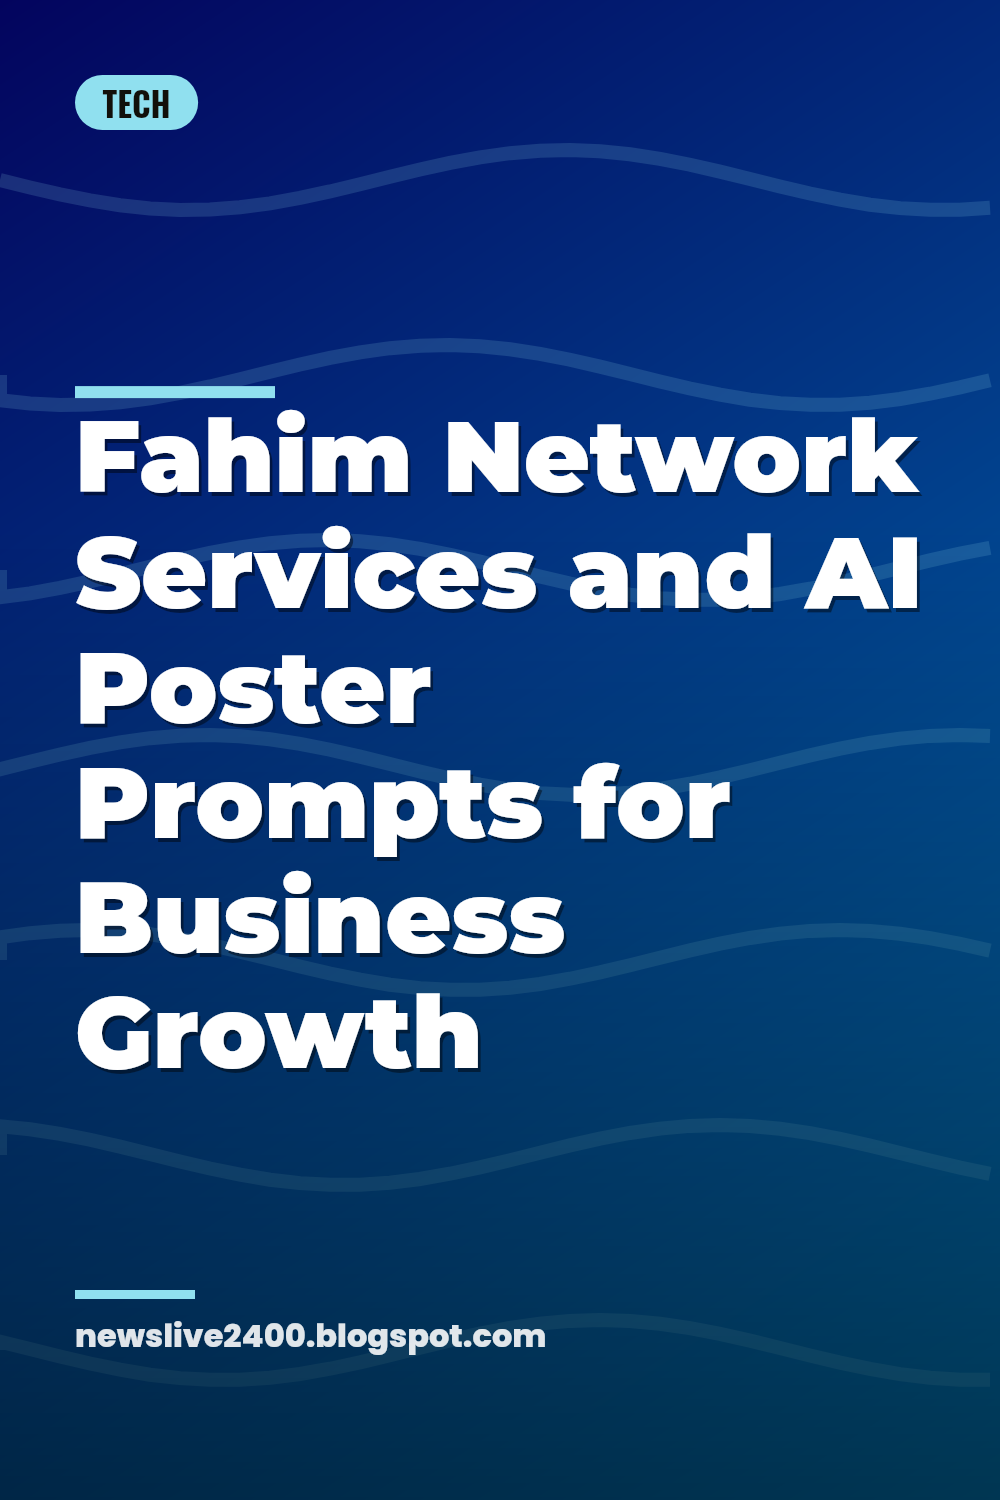 TECH
Fahim Network
Services and AI
Poster
Prompts for
Business
Growth
newslive2400.blogspot.com